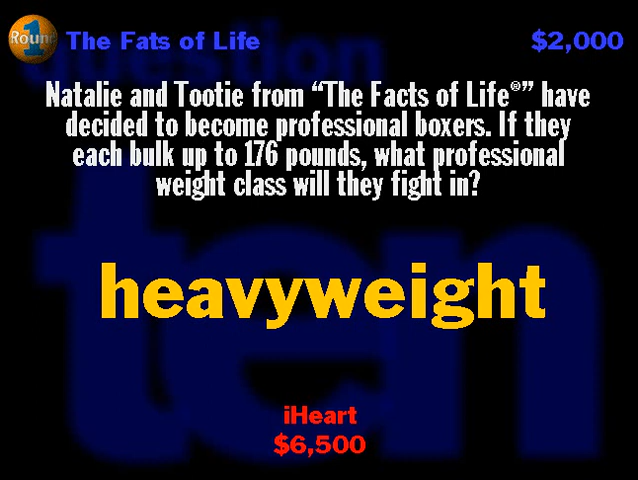 Round 1 The Fats of Life $2,000
question
Natalie and Tootie from “The Facts of Life®” have
decided to become professional boxers. If they
each bulk up to 176 pounds, what professional
weight class will they fight in?
ten
heavyweight
iHeart
$6,500